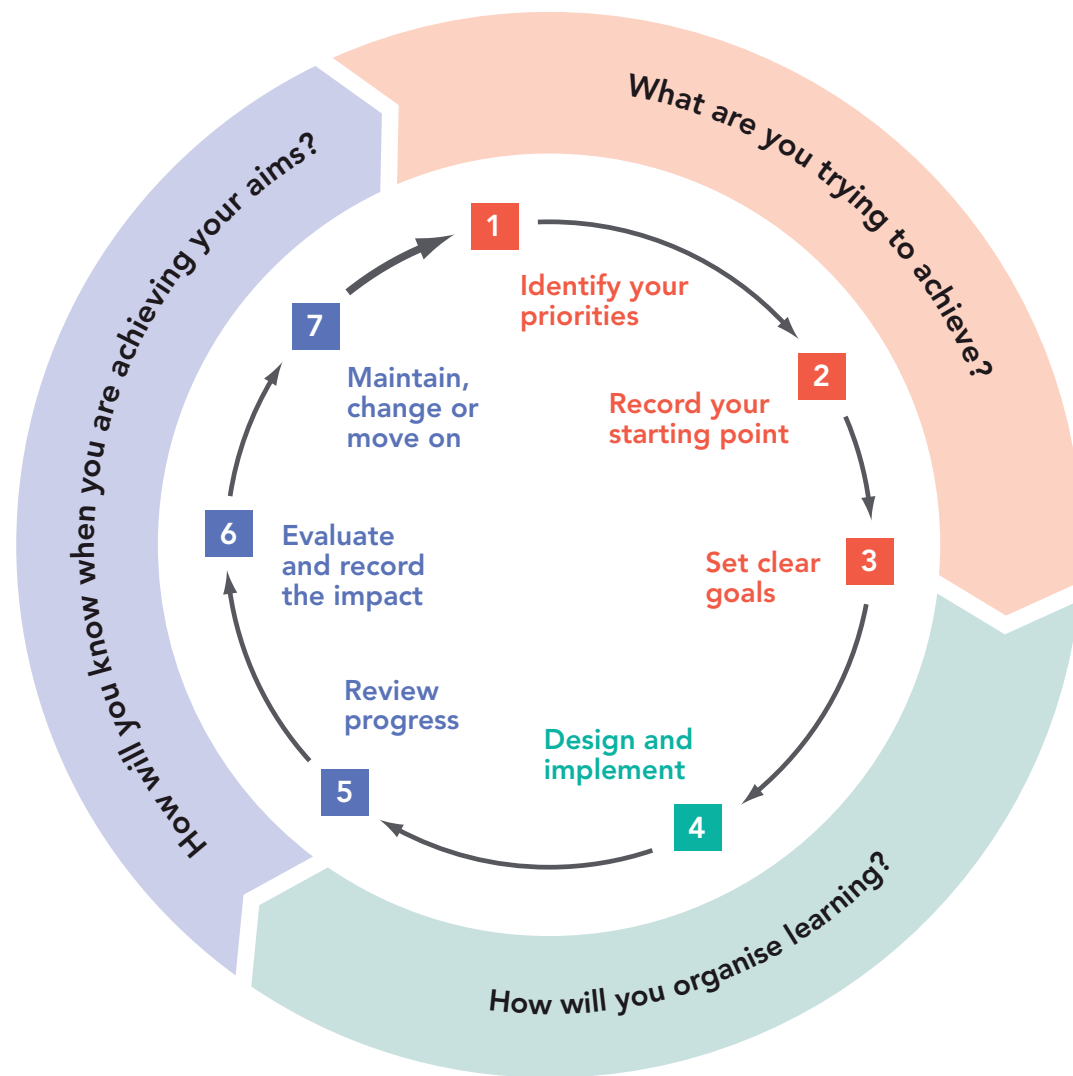 What are you trying to achieve?
1
Identify your
priorities
2
Record your
starting point
3
Set clear
goals
How will you organise learning?
4
Design and
implement
How will you know when you are achieving your aims?
5
Review
progress
6
Evaluate
and record
the impact
7
Maintain,
change or
move on